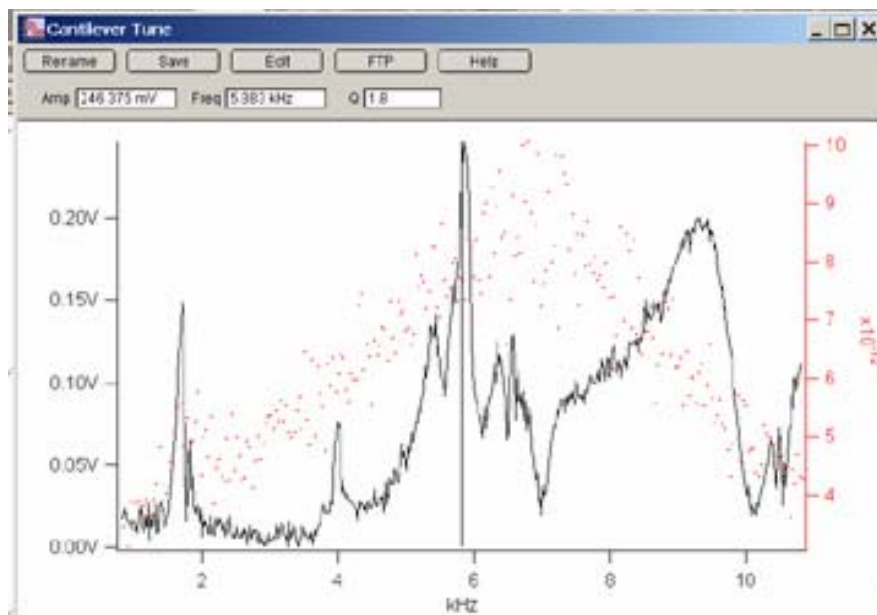 Cantilever Tune
Rename Save Edit FTP Help
Amp 246.375 mV Freq 5.983 kHz Q 1.8
0.20V
0.15V
0.10V
0.05V
0.00V
2 4 6 8 10
kHz
10
9
8
7
6
5
4